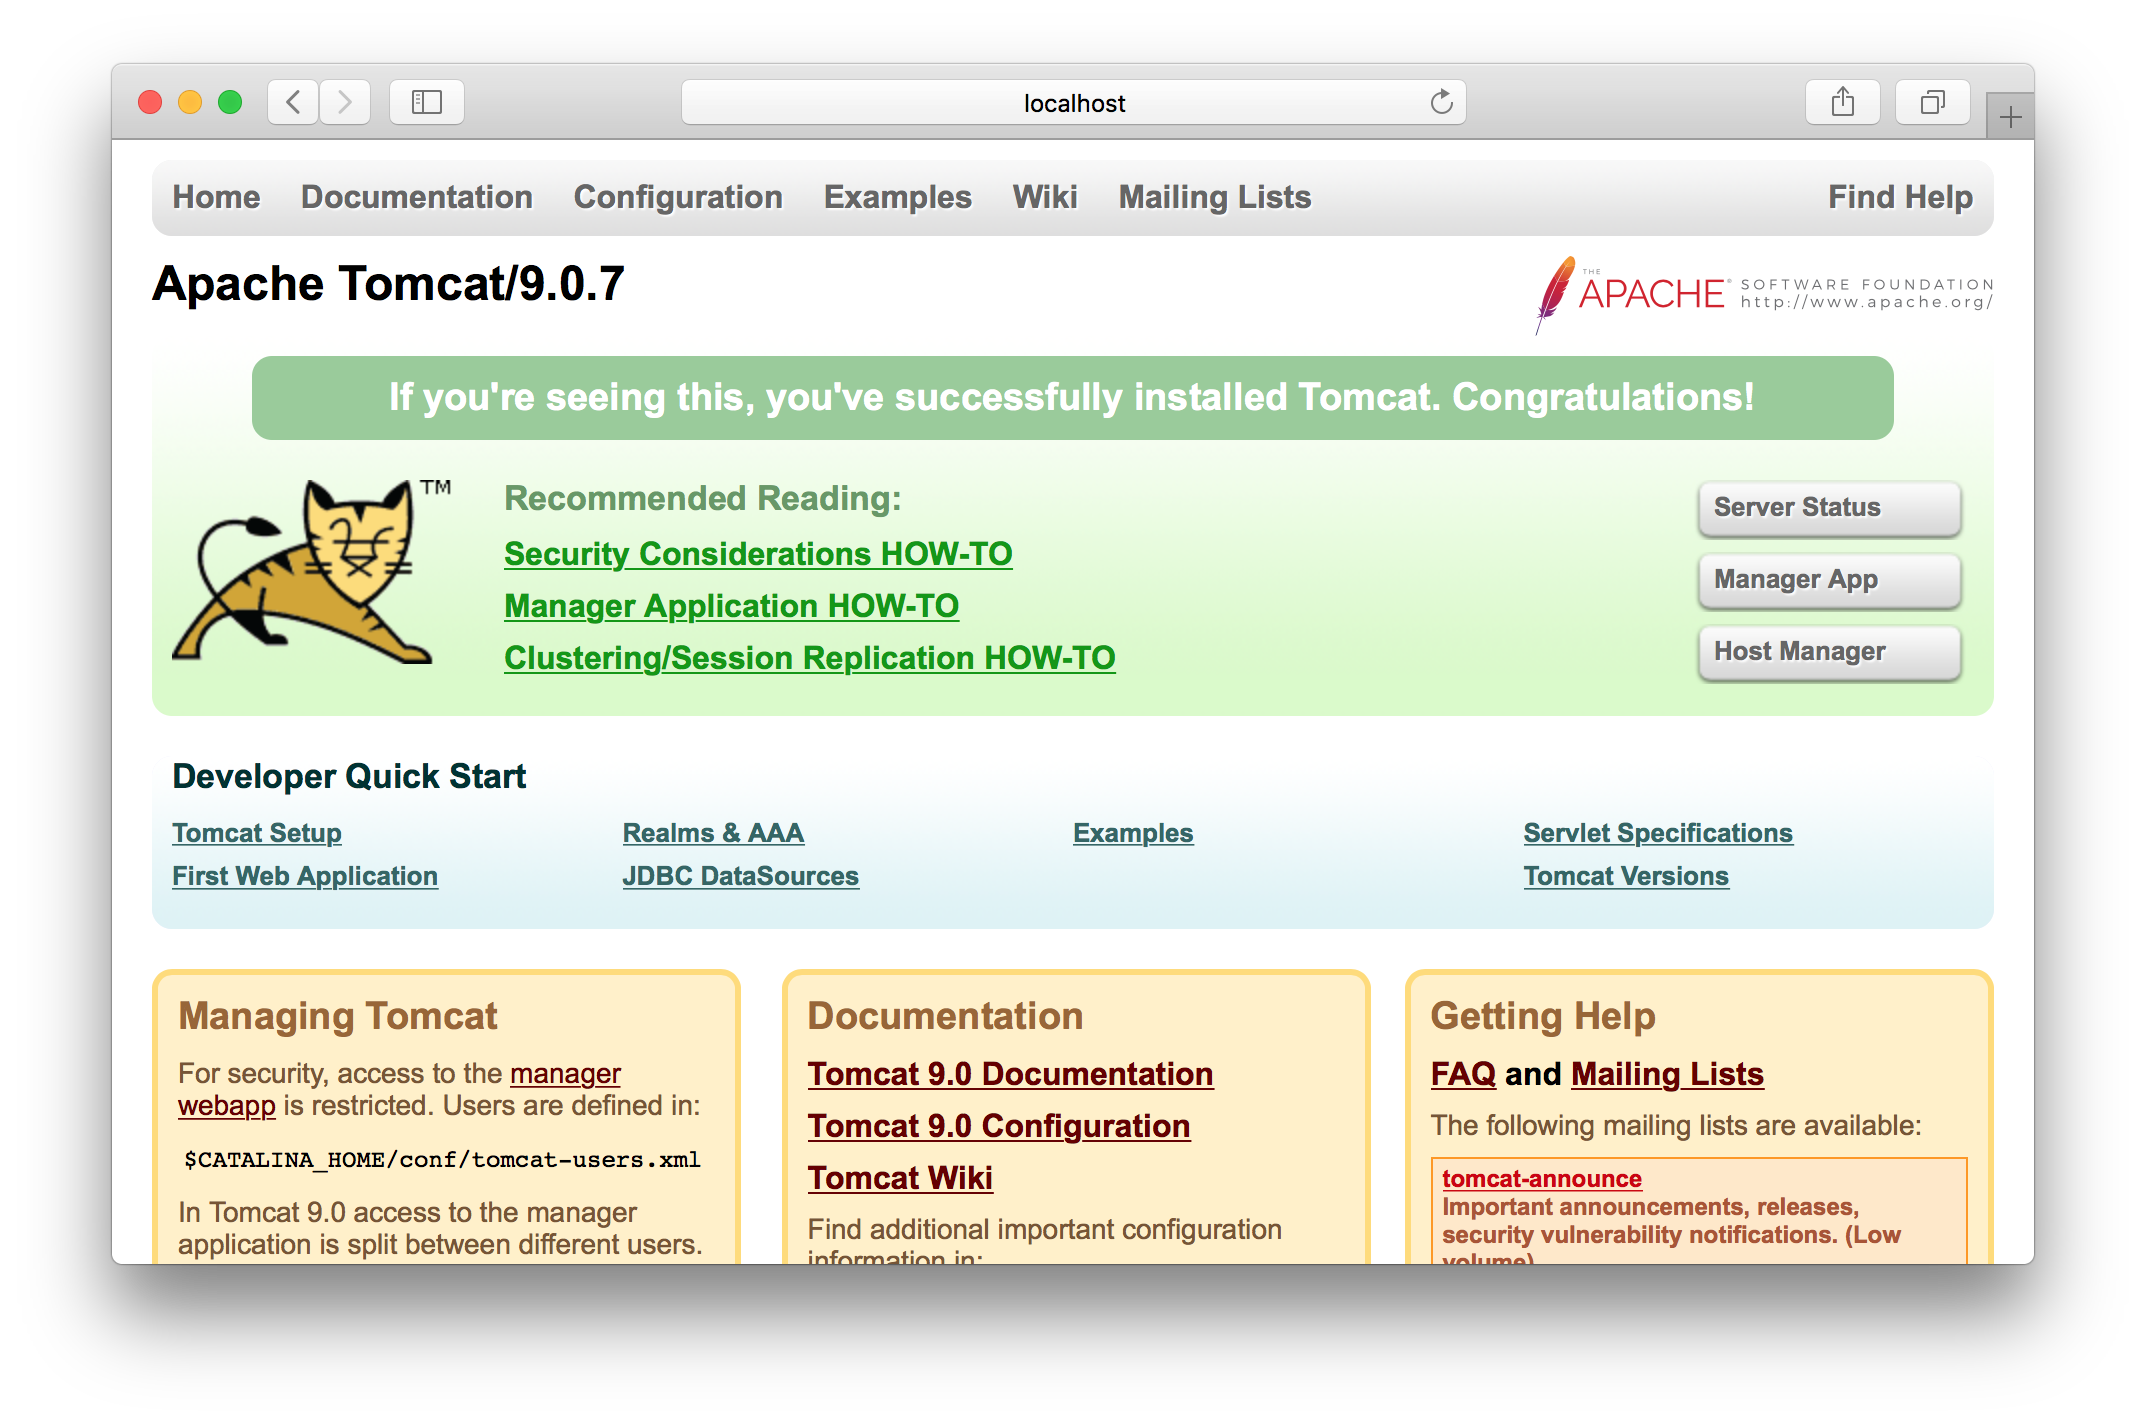 localhost
Home Documentation Configuration Examples Wiki Mailing Lists Find Help
Apache Tomcat/9.0.7
THE APACHE® SOFTWARE FOUNDATION
http://www.apache.org/
If you're seeing this, you've successfully installed Tomcat. Congratulations!
TM
Recommended Reading:
Security Considerations HOW-TO
Manager Application HOW-TO
Clustering/Session Replication HOW-TO
Server Status
Manager App
Host Manager
Developer Quick Start
Tomcat Setup
First Web Application
Realms & AAA
JDBC DataSources
Examples
Servlet Specifications
Tomcat Versions
Managing Tomcat
For security, access to the manager
webapp is restricted. Users are defined in:
$CATALINA_HOME/conf/tomcat-users.xml
In Tomcat 9.0 access to the manager
application is split between different users.
Documentation
Tomcat 9.0 Documentation
Tomcat 9.0 Configuration
Tomcat Wiki
Find additional important configuration
information in:
Getting Help
FAQ and Mailing Lists
The following mailing lists are available:
tomcat-announce
Important announcements, releases,
security vulnerability notifications. (Low
volume).